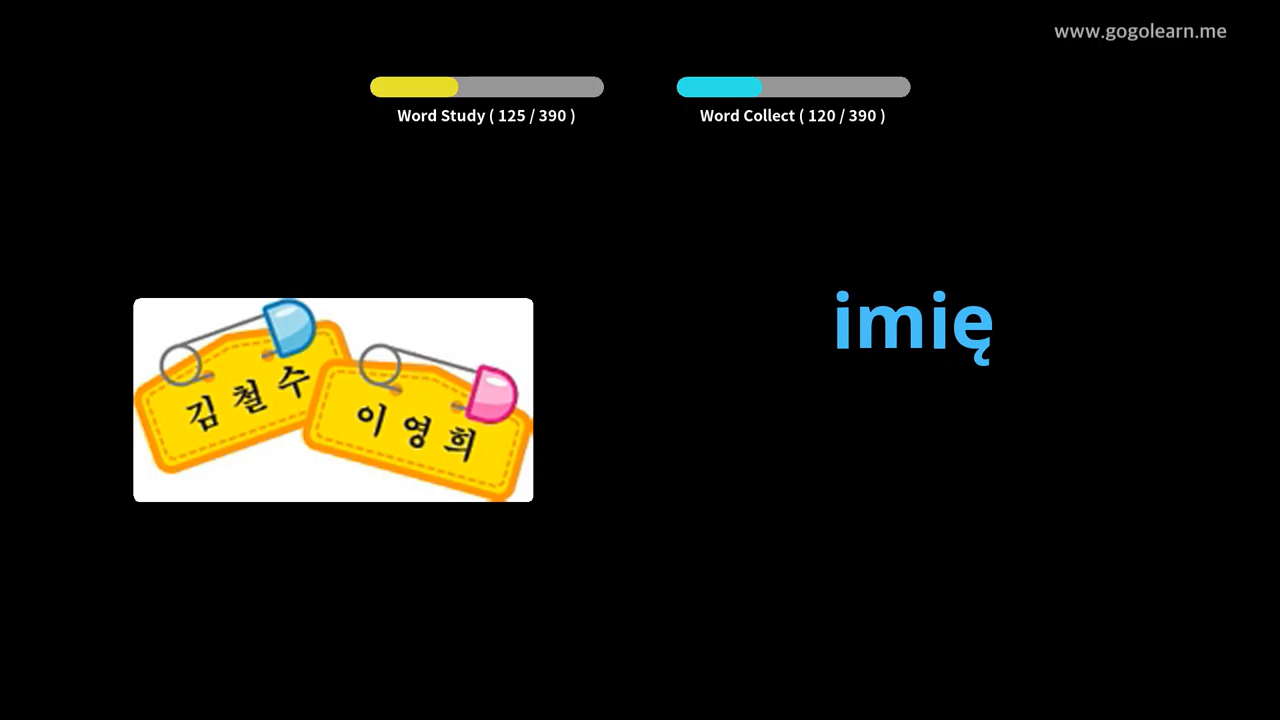 www.gogolearn.me
Word Study ( 125 / 390 )
Word Collect ( 120 / 390 )
김철수
이영희
imię